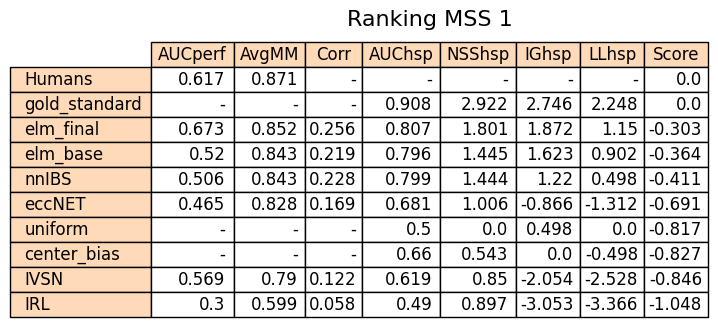 Ranking MSS 1
AUCperf AvgMM Corr AUChsp NSShsp IGhsp LLhsp Score
Humans 0.617 0.871 - - - - - 0.0
gold_standard - - - 0.908 2.922 2.746 2.248 0.0
elm_final 0.673 0.852 0.256 0.807 1.801 1.872 1.15 -0.303
elm_base 0.52 0.843 0.219 0.796 1.445 1.623 0.902 -0.364
nnIBS 0.506 0.843 0.228 0.799 1.444 1.22 0.498 -0.411
eccNET 0.465 0.828 0.169 0.681 1.006 -0.866 -1.312 -0.691
uniform - - - 0.5 0.0 0.498 0.0 -0.817
center_bias - - - 0.66 0.543 0.0 -0.498 -0.827
IVSN 0.569 0.79 0.122 0.619 0.85 -2.054 -2.528 -0.846
IRL 0.3 0.599 0.058 0.49 0.897 -3.053 -3.366 -1.048